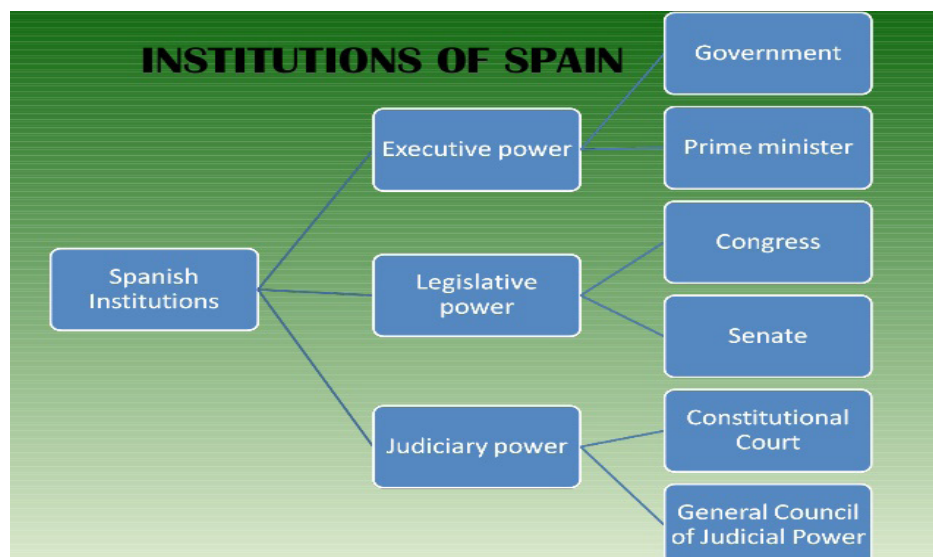 INSTITUTIONS OF SPAIN
Government
Executive power
Prime minister
Congress
Spanish
Institutions
Legislative
power
Senate
Constitutional
Court
Judiciary power
General Council
of Judicial Power